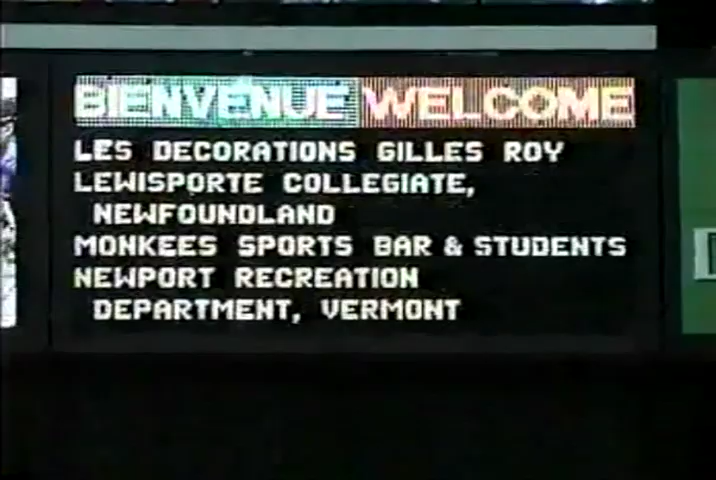 BIENVENUE WELCOME
LES DECORATIONS GILLES ROY
LEWISPORTE COLLEGIATE,
NEWFOUNDLAND
MONKEES SPORTS BAR & STUDENTS
NEWPORT RECREATION
DEPARTMENT, VERMONT